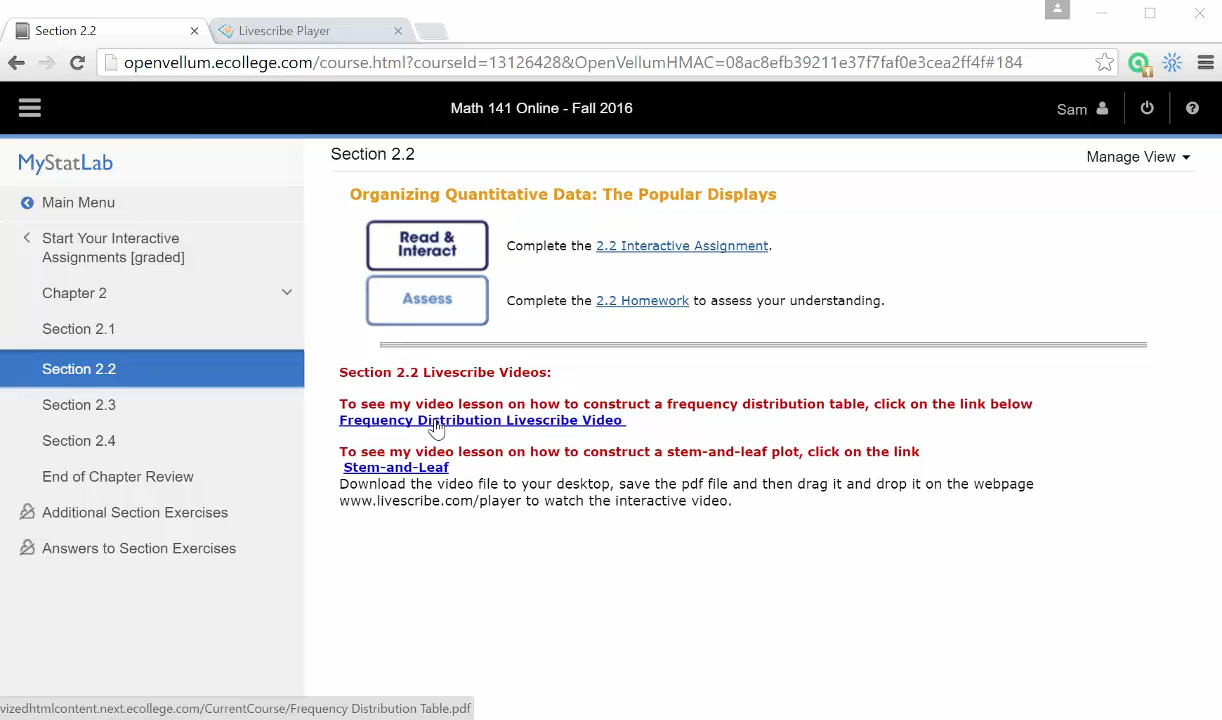 Section 2.2
Livescribe Player
openvellum.ecollege.com/course.html?courseId=13126428&OpenVellumHMAC=08ac8efb39211e37f7faf0e3cea2ff4f#184
Math 141 Online - Fall 2016
Sam
MyStatLab
Main Menu
Start Your Interactive
Assignments [graded]
Chapter 2
Section 2.1
Section 2.2
Section 2.3
Section 2.4
End of Chapter Review
Additional Section Exercises
Answers to Section Exercises
Section 2.2
Manage View
Organizing Quantitative Data: The Popular Displays
Read &
Interact
Complete the 2.2 Interactive Assignment.
Assess
Complete the 2.2 Homework to assess your understanding.
Section 2.2 Livescribe Videos:
To see my video lesson on how to construct a frequency distribution table, click on the link below
Frequency Distribution Livescribe Video
To see my video lesson on how to construct a stem-and-leaf plot, click on the link
Stem-and-Leaf
Download the video file to your desktop, save the pdf file and then drag it and drop it on the webpage
www.livescribe.com/player to watch the interactive video.
vizedhtmlcontent.next.ecollege.com/CurrentCourse/Frequency Distribution Table.pdf